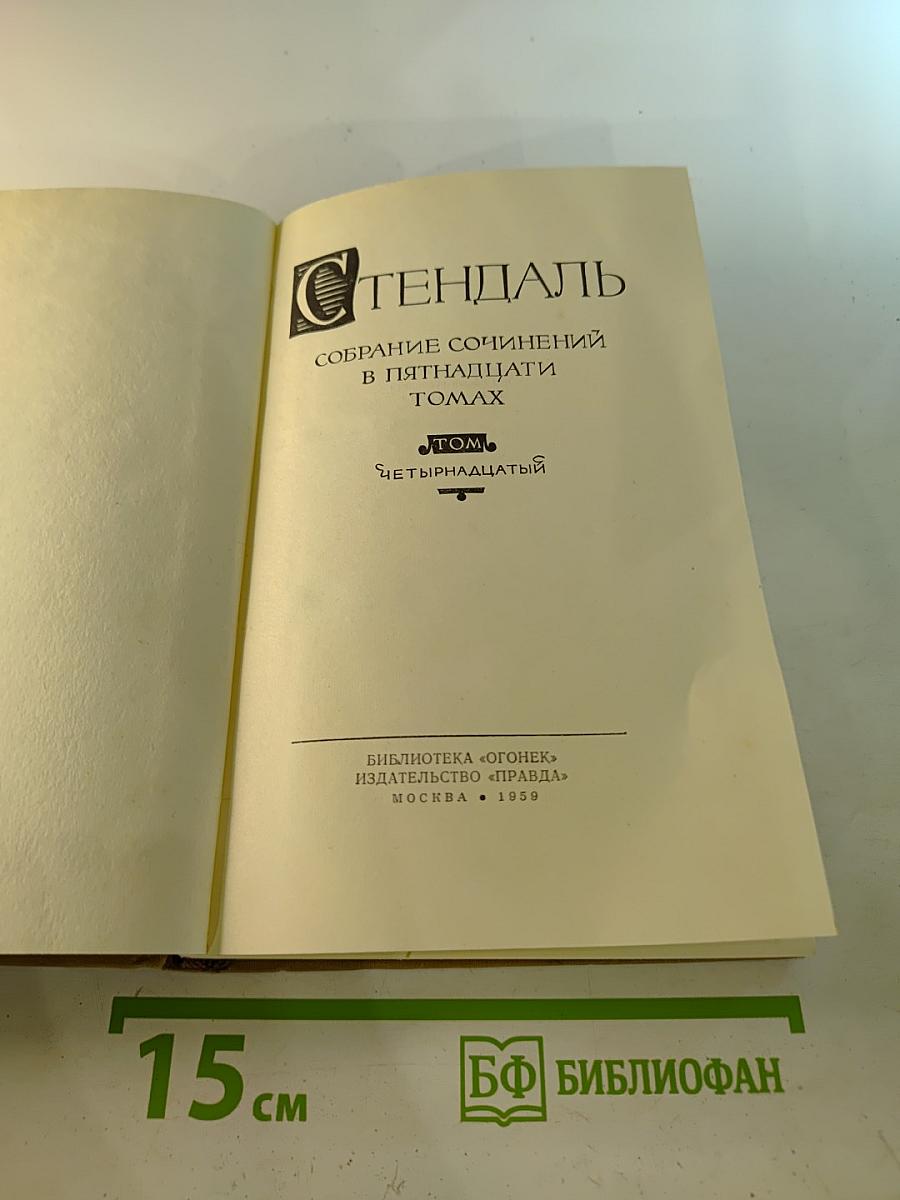 СТЕНДАЛЬ
СОБРАНИЕ СОЧИНЕНИЙ
В ПЯТНАДЦАТИ
ТОМАХ
ТОМ
ЧЕТЫРНАДЦАТЫЙ
БИБЛИОТЕКА «ОГОНЕК»
ИЗДАТЕЛЬСТВО «ПРАВДА»
МОСКВА • 1959
15 СМ
БФ БИБЛИОФАН